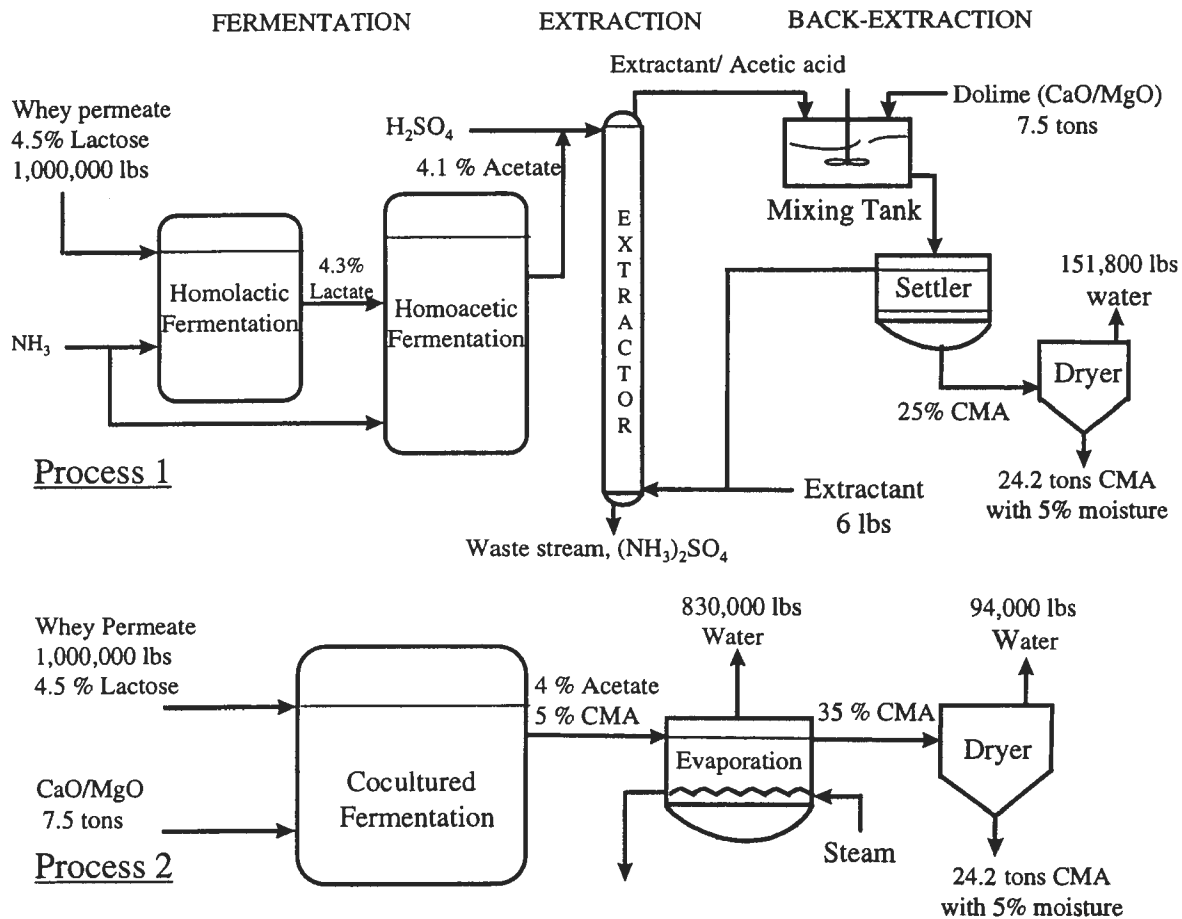 FERMENTATION
EXTRACTION
BACK-EXTRACTION
Extractant/ Acetic acid
Whey permeate
4.5% Lactose
1,000,000 lbs
H₂SO₄
4.1 % Acetate
Dolime (CaO/MgO)
7.5 tons
Mixing Tank
EXTRACTOR
4.3%
Lactate
Homolactic
Fermentation
Homoacetic
Fermentation
NH₃
Settler
151,800 lbs
water
Dryer
25% CMA
Process 1
Extractant
6 lbs
24.2 tons CMA
with 5% moisture
Waste stream, (NH₃)₂SO₄
Whey Permeate
1,000,000 lbs
4.5 % Lactose
830,000 lbs
Water
94,000 lbs
Water
4 % Acetate
5 % CMA
35 % CMA
Evaporation
Dryer
Cocultured
Fermentation
CaO/MgO
7.5 tons
Steam
Process 2
24.2 tons CMA
with 5% moisture